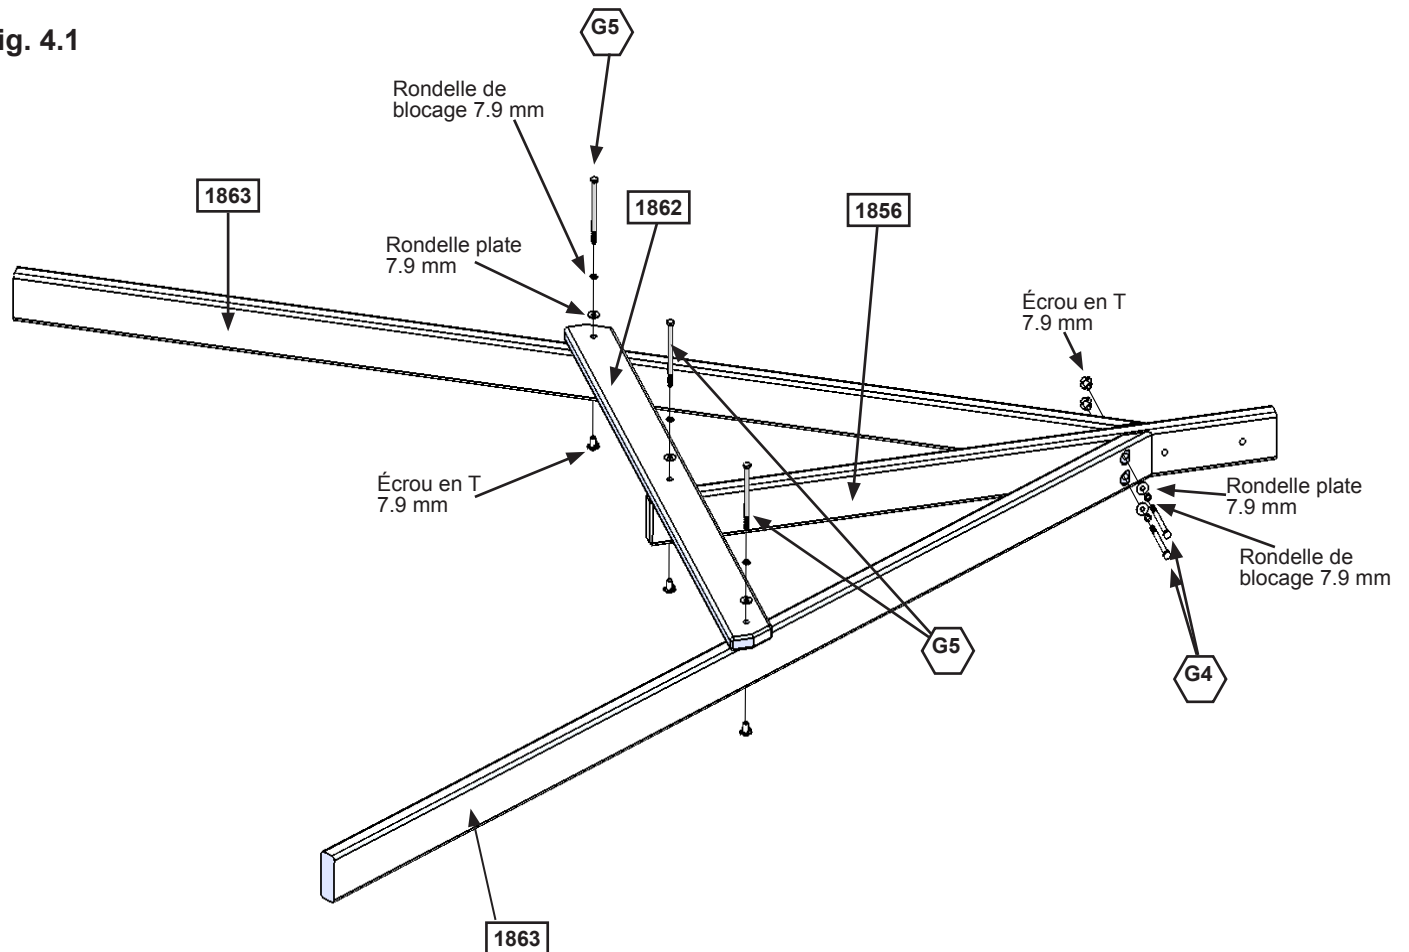 ig. 4.1
G5
Rondelle de
blocage 7.9 mm
1863
1862
1856
Rondelle plate
7.9 mm
Écrou en T
7.9 mm
Écrou en T
7.9 mm
Rondelle plate
7.9 mm
Rondelle de
blocage 7.9 mm
G5
G4
1863